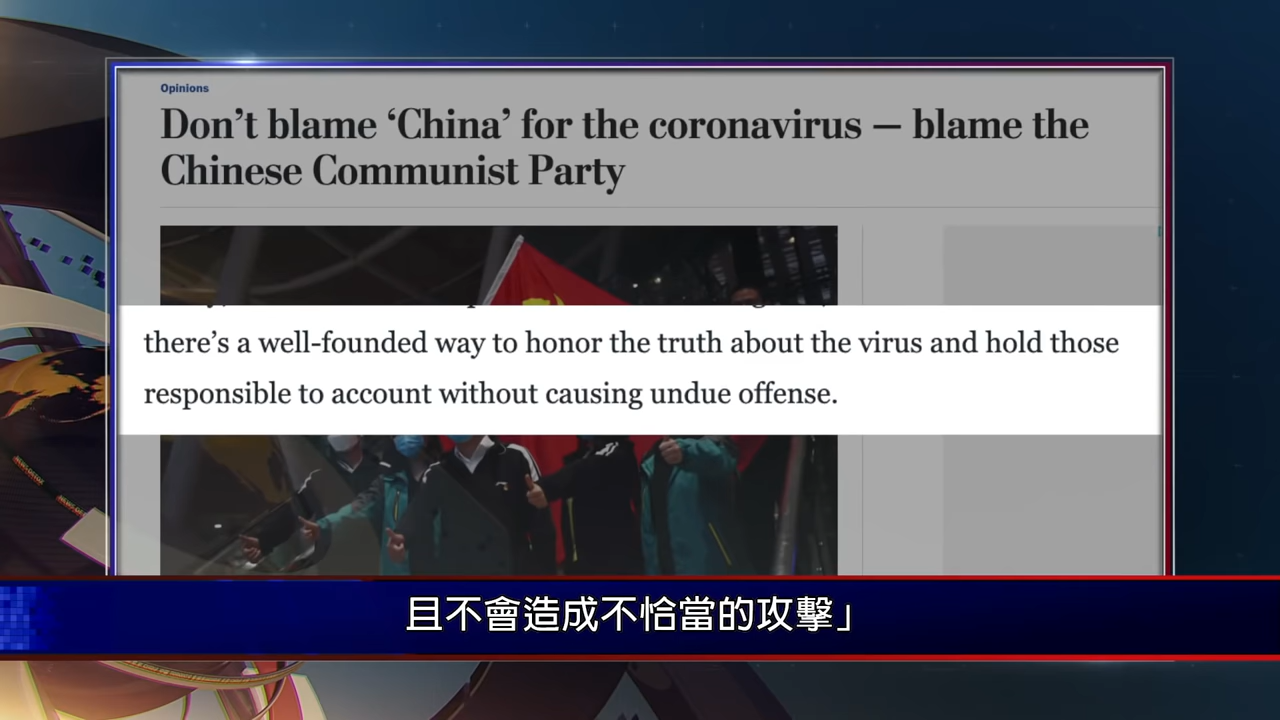 Opinions
Don’t blame ‘China’ for the coronavirus — blame the
Chinese Communist Party
there’s a well-founded way to honor the truth about the virus and hold those
responsible to account without causing undue offense.
且不會造成不恰當的攻擊」